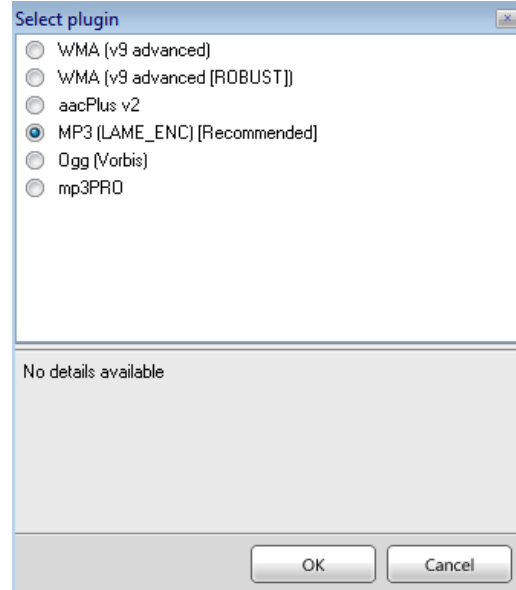 Select plugin
WMA (v9 advanced)
WMA (v9 advanced [ROBUST])
aacPlus v2
MP3 (LAME_ENC) [Recommended]
Ogg (Vorbis)
mp3PRO
No details available
OK
Cancel